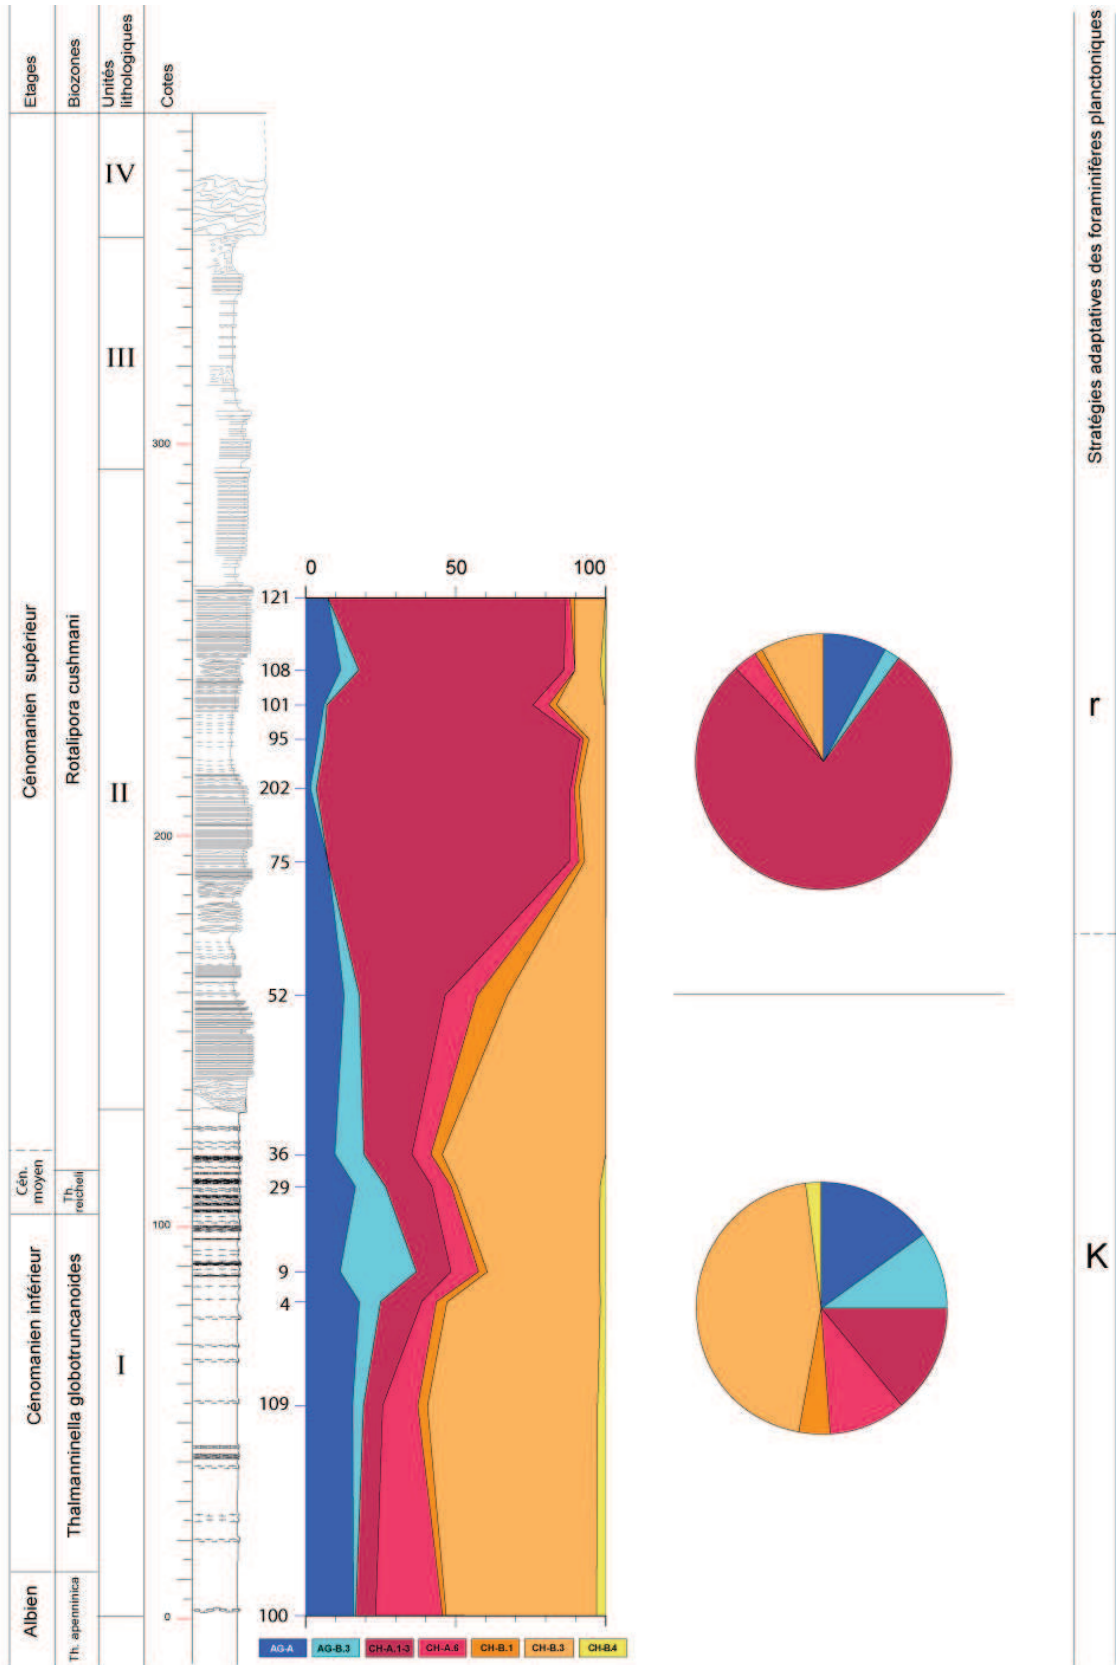 Etages
Biozones
Unités
lithologiques
Cotes
Stratégies adaptatives des foraminifères planctoniques
IV
III
II
I
300
200
100
0
Cénomanien supérieur
Cén.
moyen
Cénomanien inférieur
Albien
Rotalipora cushmani
Th.
reicheli
Thalmanninella globotruncanoides
Th. apenninica
0 50 100
121
108
101
95
202
75
52
36
29
9
4
109
100
r
K
AG-A AG-B.3 CH-A.1-3 CH-A.6 CH-B.1 CH-B.3 CH-B.4